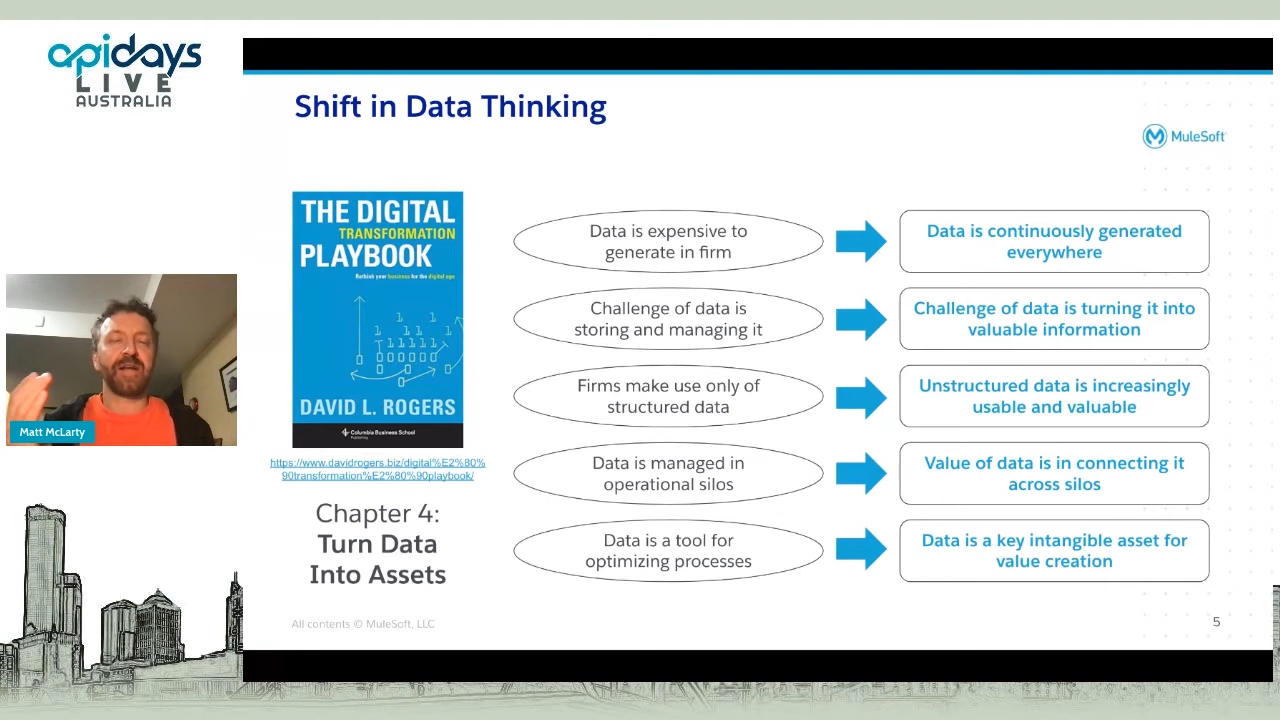 apidays
LIVE
AUSTRALIA
Shift in Data Thinking
MuleSoft
THE DIGITAL
TRANSFORMATION
PLAYBOOK
Rethink your business for the digital age
DAVID L. ROGERS
Columbia Business School
Publishing
https://www.davidrogers.biz/digital%E2%80%
90transformation%E2%80%90playbook/
Chapter 4:
Turn Data
Into Assets
Data is expensive to
generate in firm
Data is continuously generated
everywhere
Challenge of data is
storing and managing it
Challenge of data is turning it into
valuable information
Firms make use only of
structured data
Unstructured data is increasingly
usable and valuable
Data is managed in
operational silos
Value of data is in connecting it
across silos
Data is a tool for
optimizing processes
Data is a key intangible asset for
value creation
Matt McLarty
All contents © MuleSoft, LLC
5